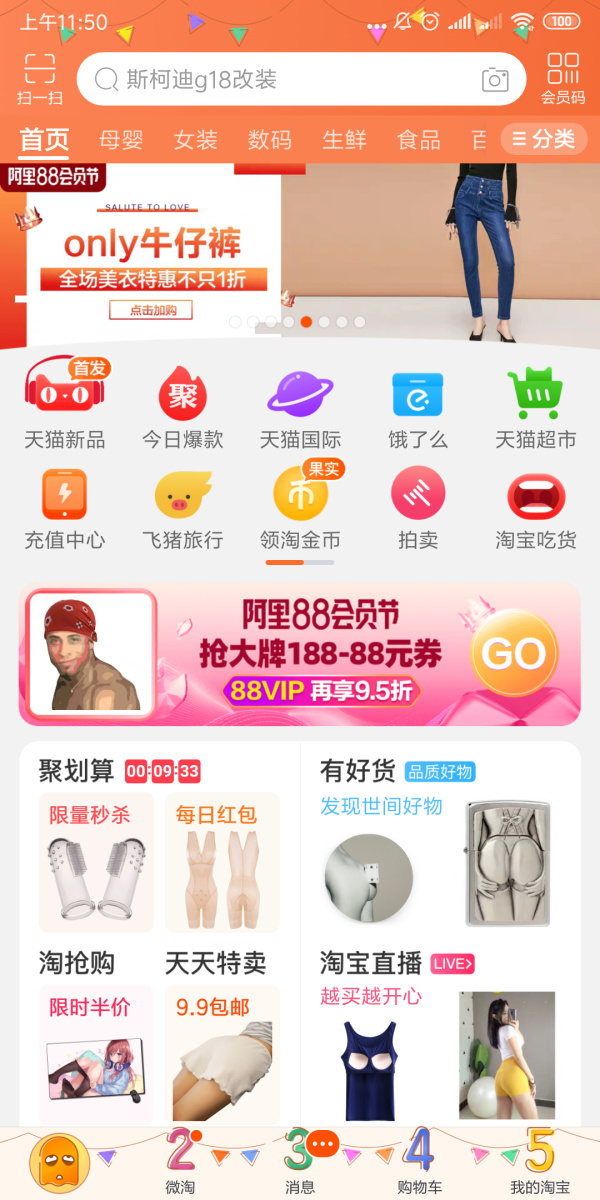 上午11:50
100
扫一扫
斯柯迪g18改装
会员码
首页
母婴
女装
数码
生鲜
食品
百
分类
阿里88会员节
SALUTE TO LOVE
only牛仔裤
全场美衣特惠不只1折
点击加购
首发
聚
果实
币
天猫新品
今日爆款
天猫国际
饿了么
天猫超市
充值中心
飞猪旅行
领淘金币
拍卖
淘宝吃货
阿里88会员节
抢大牌188-88元券
88VIP 再享9.5折
GO
聚划算 00:09:33
有好货 品质好物
限量秒杀
每日红包
发现世间好物
淘抢购
天天特卖
淘宝直播 LIVE>
限时半价
9.9包邮
越买越开心
2
3
4
5
微淘
消息
购物车
我的淘宝